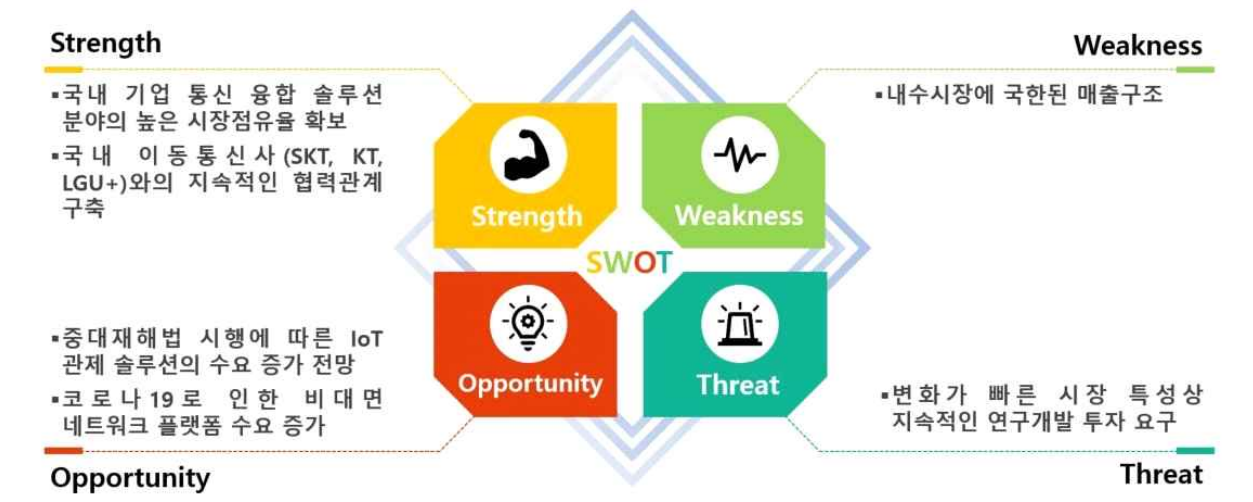 Strength
▪국내 기업 통신 융합 솔루션
분야의 높은 시장점유율 확보
▪국내 이동통신사(SKT, KT,
LGU+)와의 지속적인 협력관계
구축
Weakness
▪내수시장에 국한된 매출구조
Strength
Weakness
SWOT
Opportunity
Threat
▪중대재해법 시행에 따른 IoT
관제 솔루션의 수요 증가 전망
▪코로나19로 인한 비대면
네트워크 플랫폼 수요 증가
Opportunity
▪변화가 빠른 시장 특성상
지속적인 연구개발 투자 요구
Threat